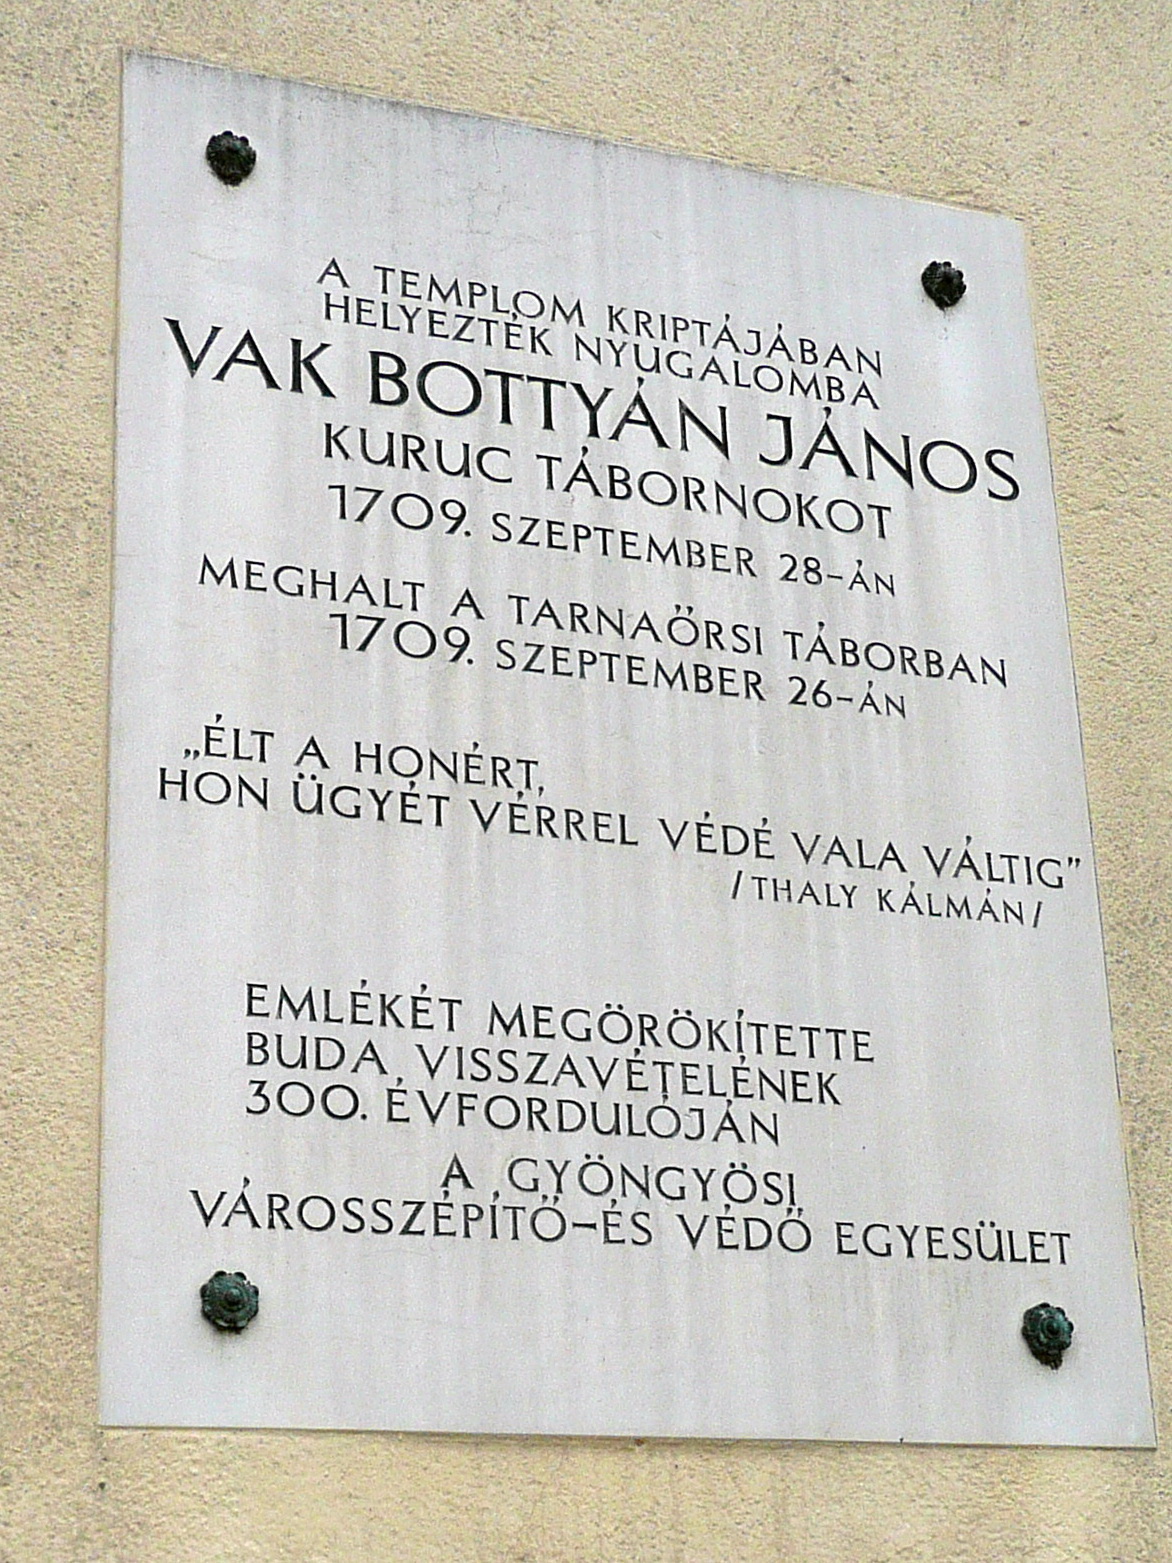 A TEMPLOM KRIPTÁJÁBAN
HELYEZTÉK NYUGALOMBA
VAK BOTTYÁN JÁNOS
KURUC TÁBORNOKOT
1709. SZEPTEMBER 28-ÁN
MEGHALT A TARNAÖRSI TÁBORBAN
1709. SZEPTEMBER 26-ÁN
„ÉLT A HONÉRT,
HON ÜGYÉT VÉRREL VÉDÉ VALA VÁLTIG”
/THALY KÁLMÁN/
EMLÉKÉT MEGÖRÖKÍTETTE
BUDA VISSZAVÉTELÉNEK
300. ÉVFORDULÓJÁN
A GYÖNGYÖSI
VÁROSSZÉPÍTŐ-ÉS VÉDŐ EGYESÜLET